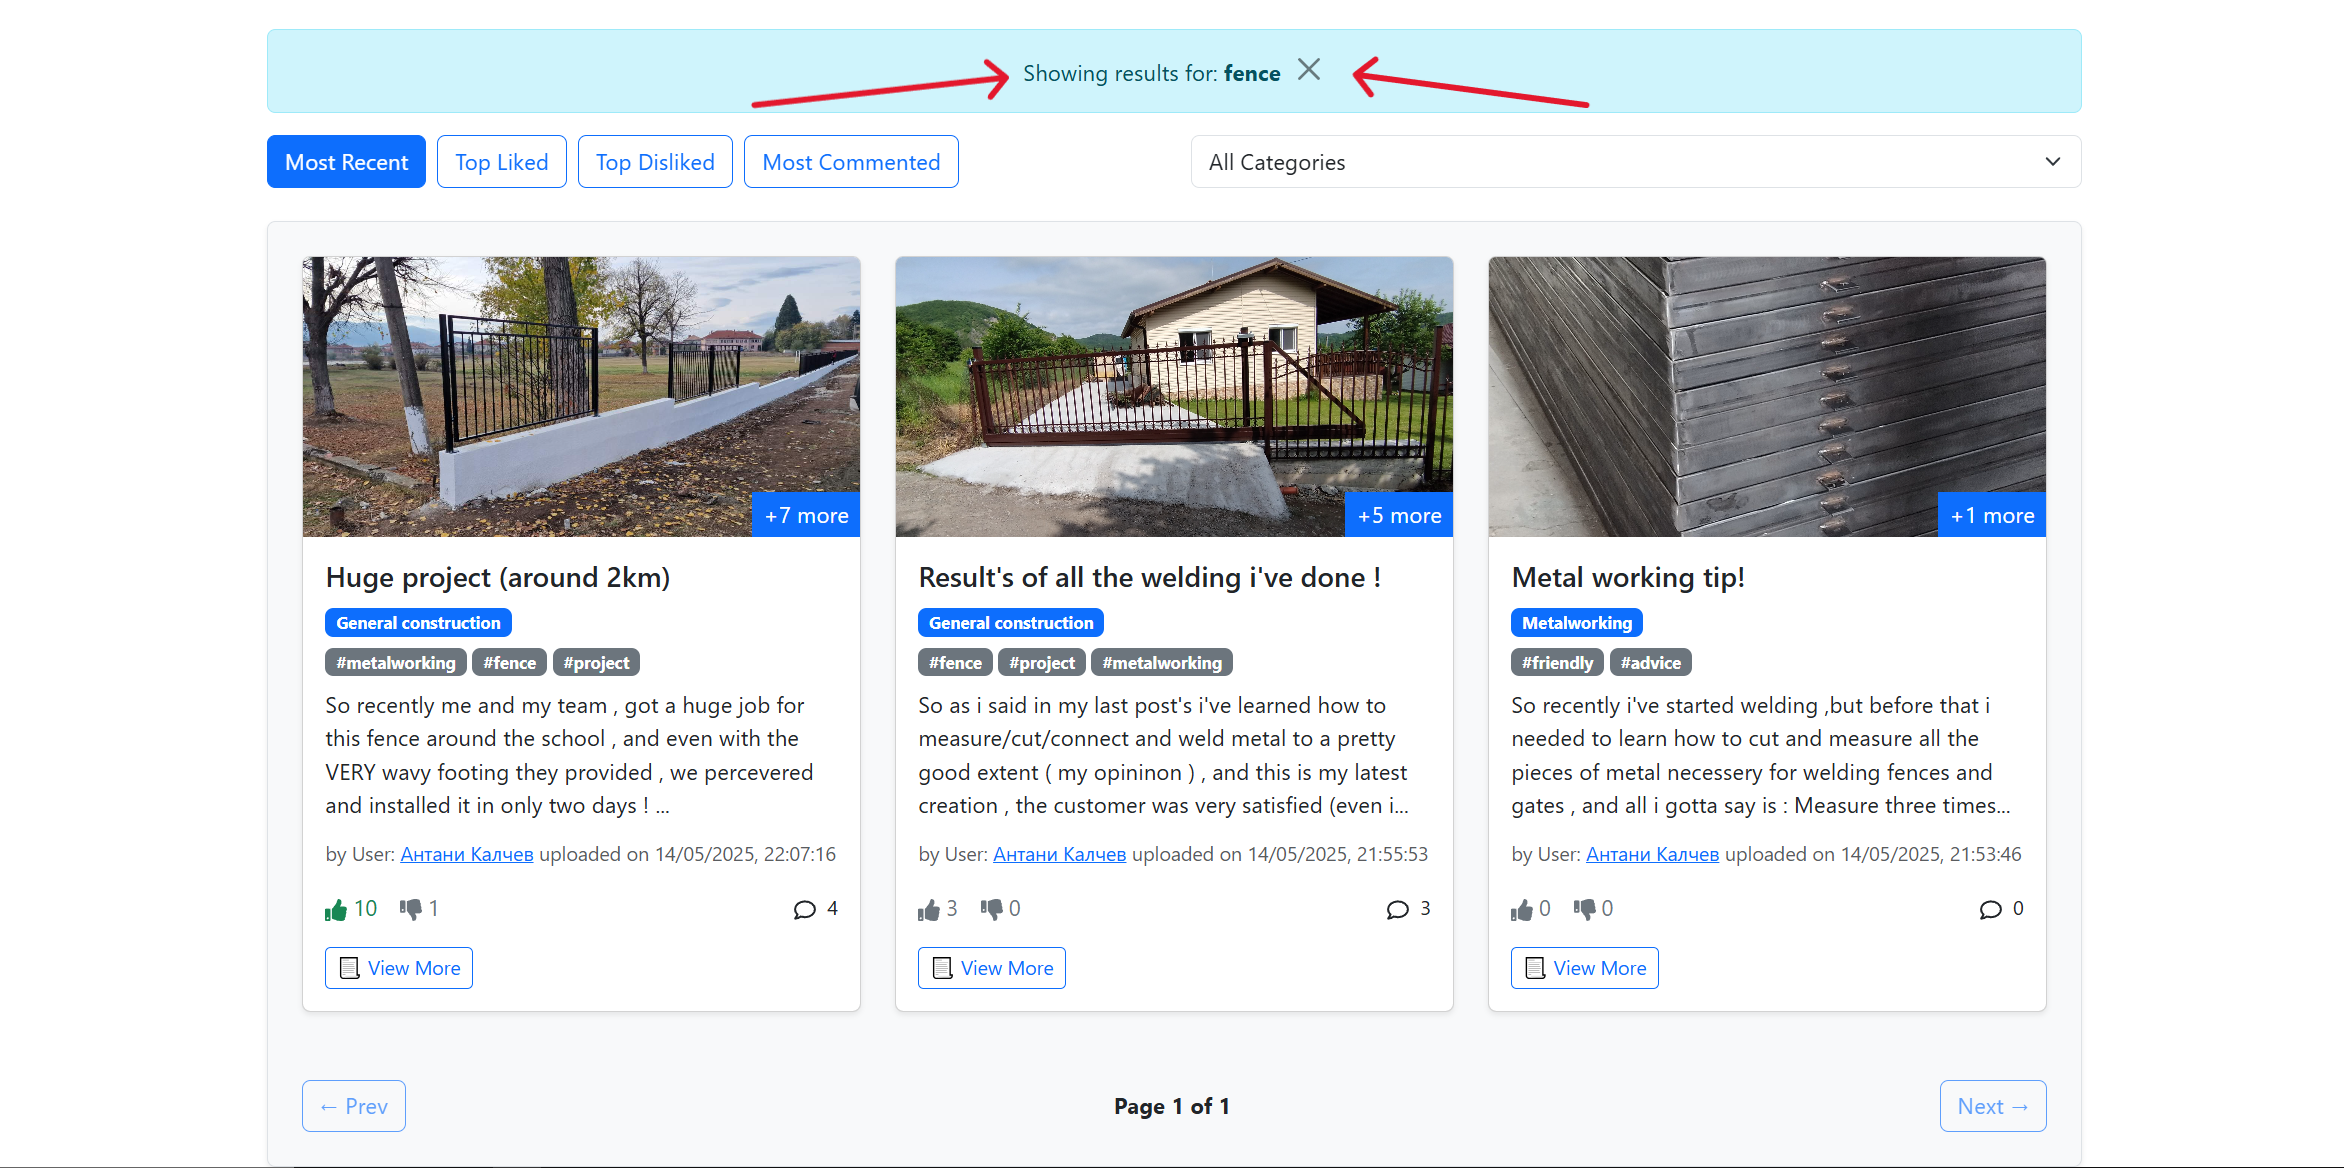 Showing results for: fence
Most Recent
Top Liked
Top Disliked
Most Commented
All Categories
+7 more
Huge project (around 2km)
General construction
#metalworking #fence #project
So recently me and my team , got a huge job for
this fence around the school , and even with the
VERY wavy footing they provided , we percevered
and installed it in only two days ! ...
by User: Антани Калчев uploaded on 14/05/2025, 22:07:16
10 1 4
View More
+5 more
Result's of all the welding i've done !
General construction
#fence #project #metalworking
So as i said in my last post's i've learned how to
measure/cut/connect and weld metal to a pretty
good extent ( my opininon ) , and this is my latest
creation , the customer was very satisfied (even i...
by User: Антани Калчев uploaded on 14/05/2025, 21:55:53
3 0 3
View More
+1 more
Metal working tip!
Metalworking
#friendly #advice
So recently i've started welding ,but before that i
needed to learn how to cut and measure all the
pieces of metal necessery for welding fences and
gates , and all i gotta say is : Measure three times...
by User: Антани Калчев uploaded on 14/05/2025, 21:53:46
0 0 0
View More
← Prev
Page 1 of 1
Next →